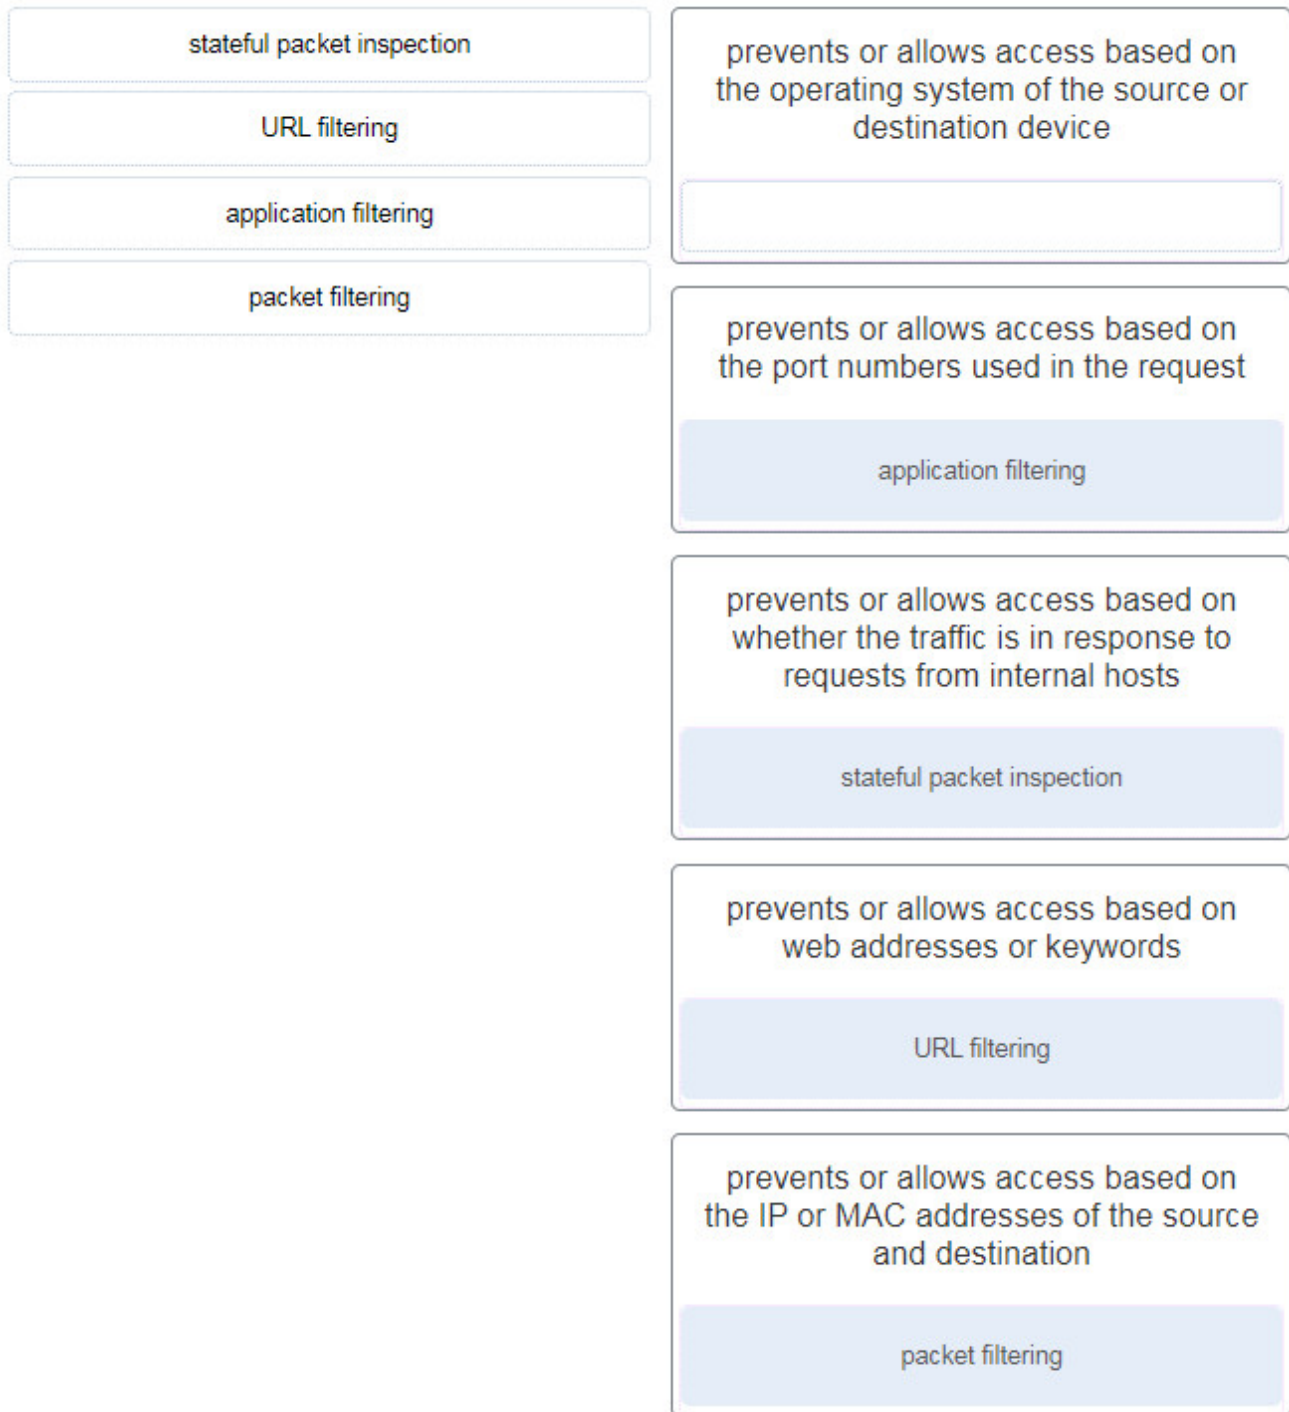 stateful packet inspection
URL filtering
application filtering
packet filtering
prevents or allows access based on
the operating system of the source or
destination device
prevents or allows access based on
the port numbers used in the request
application filtering
prevents or allows access based on
whether the traffic is in response to
requests from internal hosts
stateful packet inspection
prevents or allows access based on
web addresses or keywords
URL filtering
prevents or allows access based on
the IP or MAC addresses of the source
and destination
packet filtering